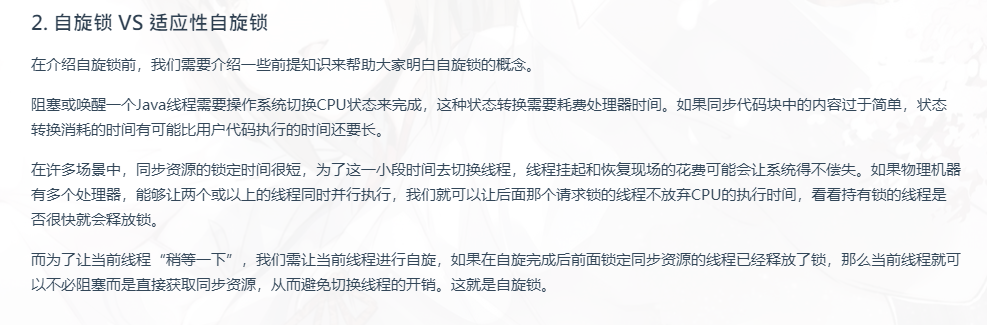 2. 自旋锁 VS 适应性自旋锁
在介绍自旋锁前，我们需要介绍一些前提知识来帮助大家明白自旋锁的概念。
阻塞或唤醒一个Java线程需要操作系统切换CPU状态来完成，这种状态转换需要耗费处理器时间。如果同步代码块中的内容过于简单，状态
转换消耗的时间有可能比用户代码执行的时间还要长。
在许多场景中，同步资源的锁定时间很短，为了这一小段时间去切换线程，线程挂起和恢复现场的花费可能会让系统得不偿失。如果物理机器
有多个处理器，能够让两个或以上的线程同时并行执行，我们就可以让后面那个请求锁的线程不放弃CPU的执行时间，看看持有锁的线程是
否很快就会释放锁。
而为了让当前线程“稍等一下”，我们需让当前线程进行自旋，如果在自旋完成后前面锁定同步资源的线程已经释放了锁，那么当前线程就可
以不必阻塞而是直接获取同步资源，从而避免切换线程的开销。这就是自旋锁。